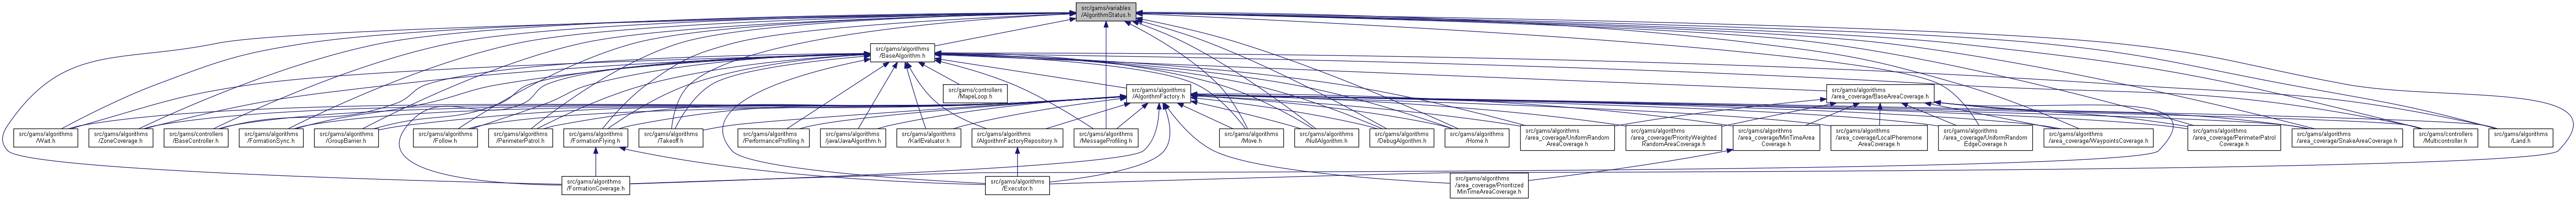 src/gams/variables
/AlgorithmStatus.h
src/gams/algorithms
/BaseAlgorithm.h
src/gams/controllers
/MapeLoop.h
src/gams/algorithms
/AlgorithmFactory.h
src/gams/algorithms
/area_coverage/BaseAreaCoverage.h
src/gams/algorithms
/Wait.h
src/gams/algorithms
/ZoneCoverage.h
src/gams/controllers
/BaseController.h
src/gams/algorithms
/FormationSync.h
src/gams/algorithms
/GroupBarrier.h
src/gams/algorithms
/Follow.h
src/gams/algorithms
/PerimeterPatrol.h
src/gams/algorithms
/FormationFlying.h
src/gams/algorithms
/Takeoff.h
src/gams/algorithms
/PerformanceProfiling.h
src/gams/algorithms
/java/JavaAlgorithm.h
src/gams/algorithms
/KarlEvaluator.h
src/gams/algorithms
/AlgorithmFactoryRepository.h
src/gams/algorithms
/MessageProfiling.h
src/gams/algorithms
/Move.h
src/gams/algorithms
/NullAlgorithm.h
src/gams/algorithms
/DebugAlgorithm.h
src/gams/algorithms
/Home.h
src/gams/algorithms
/area_coverage/UniformRandom
AreaCoverage.h
src/gams/algorithms
/area_coverage/PriorityWeighted
RandomAreaCoverage.h
src/gams/algorithms
/area_coverage/MinTimeArea
Coverage.h
src/gams/algorithms
/area_coverage/LocalPheremone
AreaCoverage.h
src/gams/algorithms
/area_coverage/UniformRandom
EdgeCoverage.h
src/gams/algorithms
/area_coverage/WaypointsCoverage.h
src/gams/algorithms
/area_coverage/PerimeterPatrol
Coverage.h
src/gams/algorithms
/area_coverage/SnakeAreaCoverage.h
src/gams/controllers
/Multicontroller.h
src/gams/algorithms
/Land.h
src/gams/algorithms
/FormationCoverage.h
src/gams/algorithms
/Executor.h
src/gams/algorithms
/area_coverage/Prioritized
MinTimeAreaCoverage.h